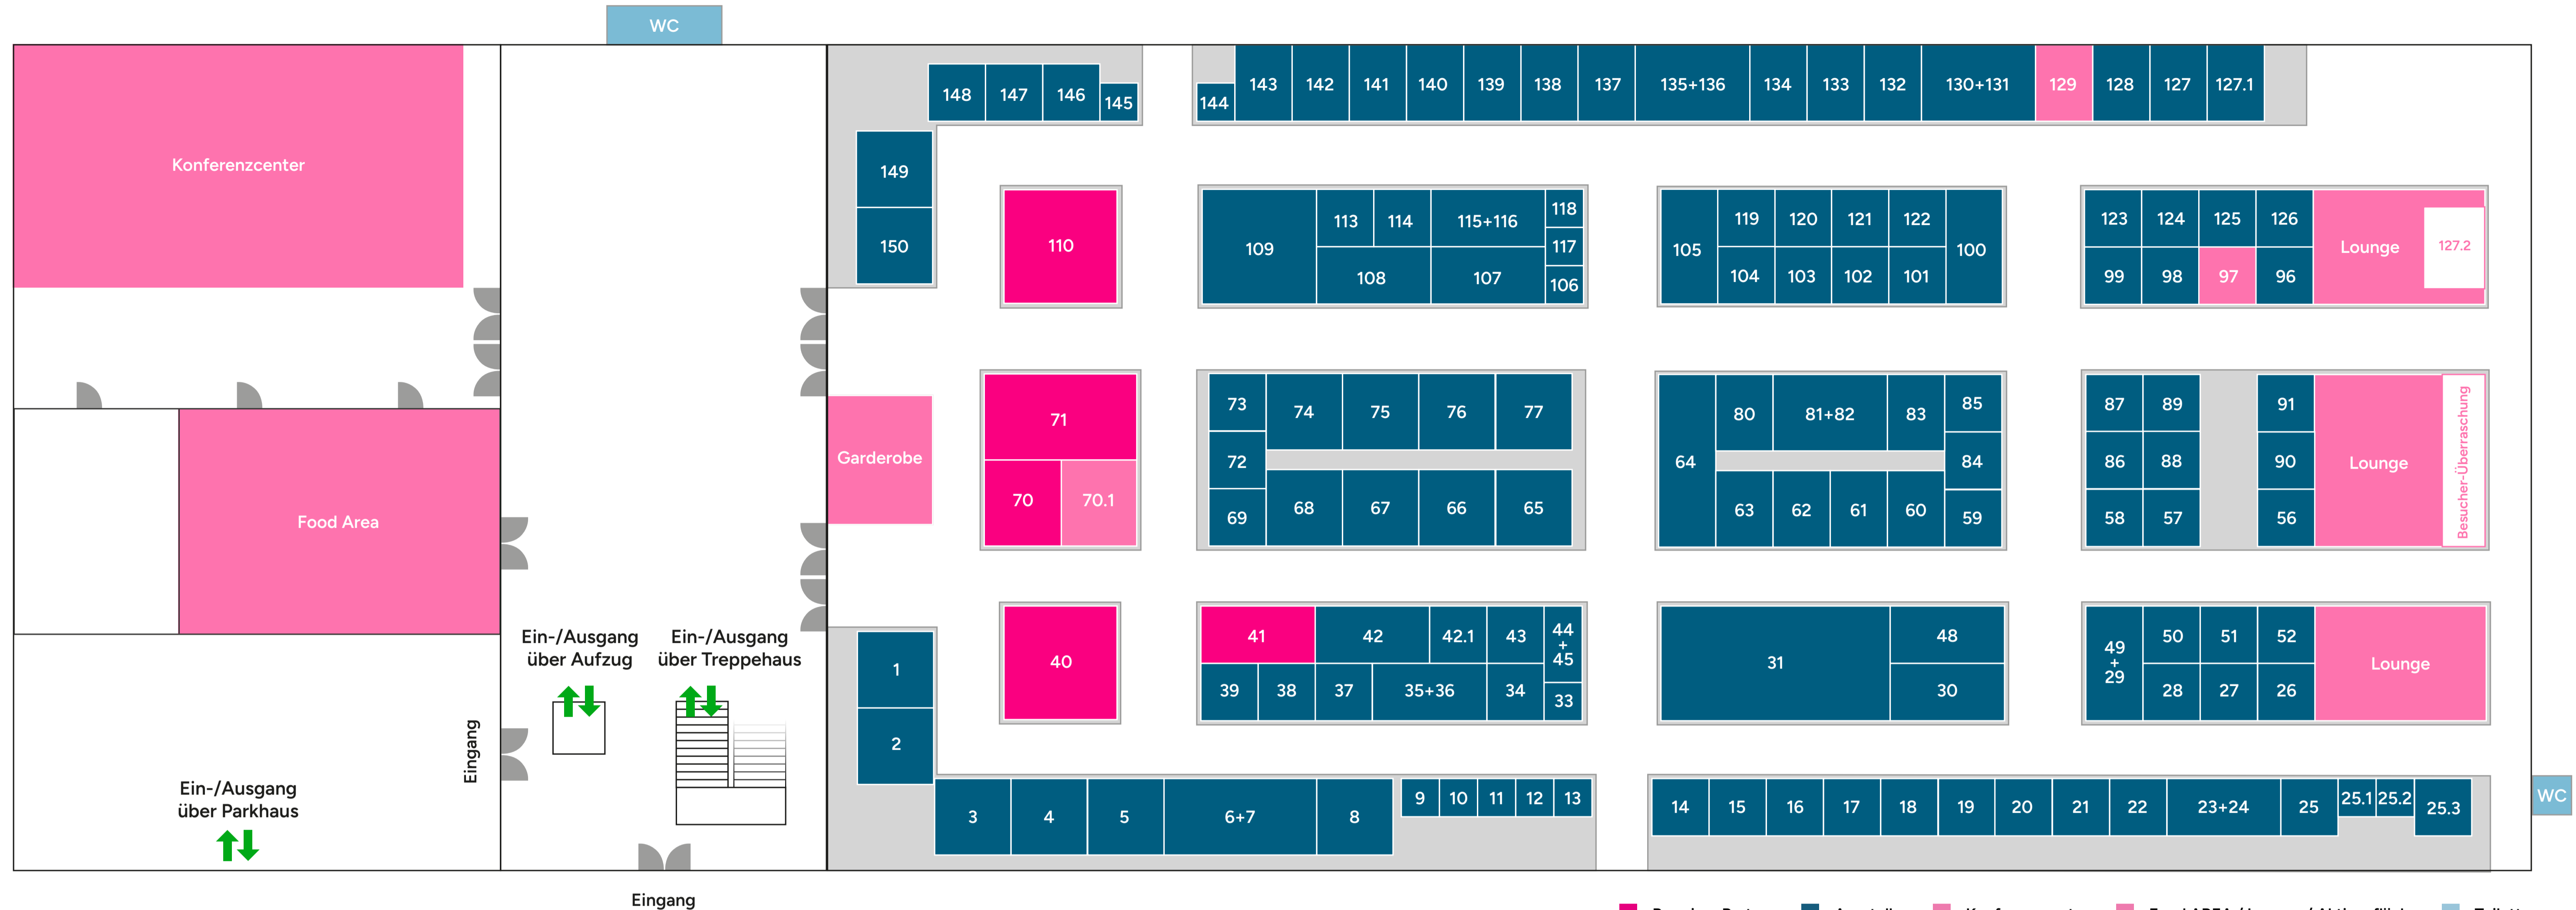 WC
Konferenzcenter
Food Area
Garderobe
Ein-/Ausgang
über Aufzug
Ein-/Ausgang
über Treppehaus
Ein-/Ausgang
über Parkhaus
Eingang
Eingang
148 147 146 145
144 143 142 141 140 139 138 137 135+136 134 133 132 130+131 129 128 127 127.1
149
150
110
109 113 114 115+116 118
117
108 107 106
105 119 120 121 122 100
104 103 102 101
123 124 125 126 Lounge 127.2
99 98 97 96
71
70 70.1
73 74 75 76 77
72
69 68 67 66 65
64 80 81+82 83 85
84
63 62 61 60 59
87 89 91
86 88 90 Lounge
58 57 56
Besucher-Überraschung
40
41 42 42.1 43 44
+
45
39 38 37 35+36 34 33
31 48
30
49
+
29
50 51 52 Lounge
28 27 26
1
2
3 4 5 6+7 8 9 10 11 12 13
14 15 16 17 18 19 20 21 22 23+24 25 25.1 25.2 25.3
WC